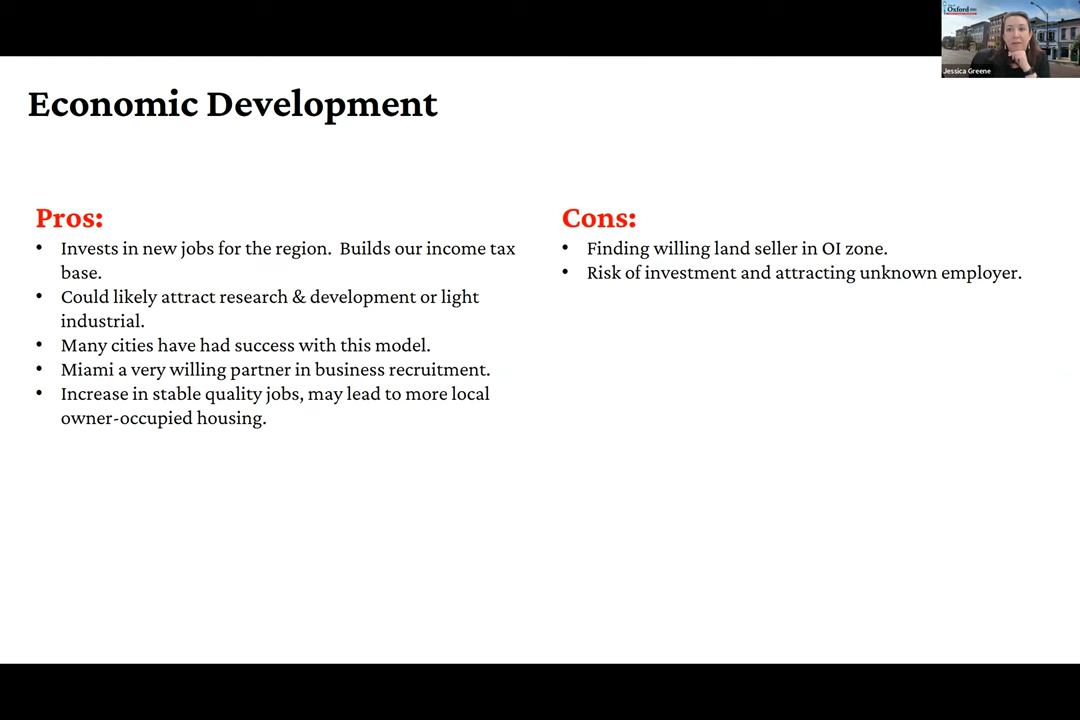 Oxford
Jessica Greene
Economic Development
Pros:
• Invests in new jobs for the region.  Builds our income tax
base.
• Could likely attract research & development or light
industrial.
• Many cities have had success with this model.
• Miami a very willing partner in business recruitment.
• Increase in stable quality jobs, may lead to more local
owner-occupied housing.
Cons:
• Finding willing land seller in OI zone.
• Risk of investment and attracting unknown employer.